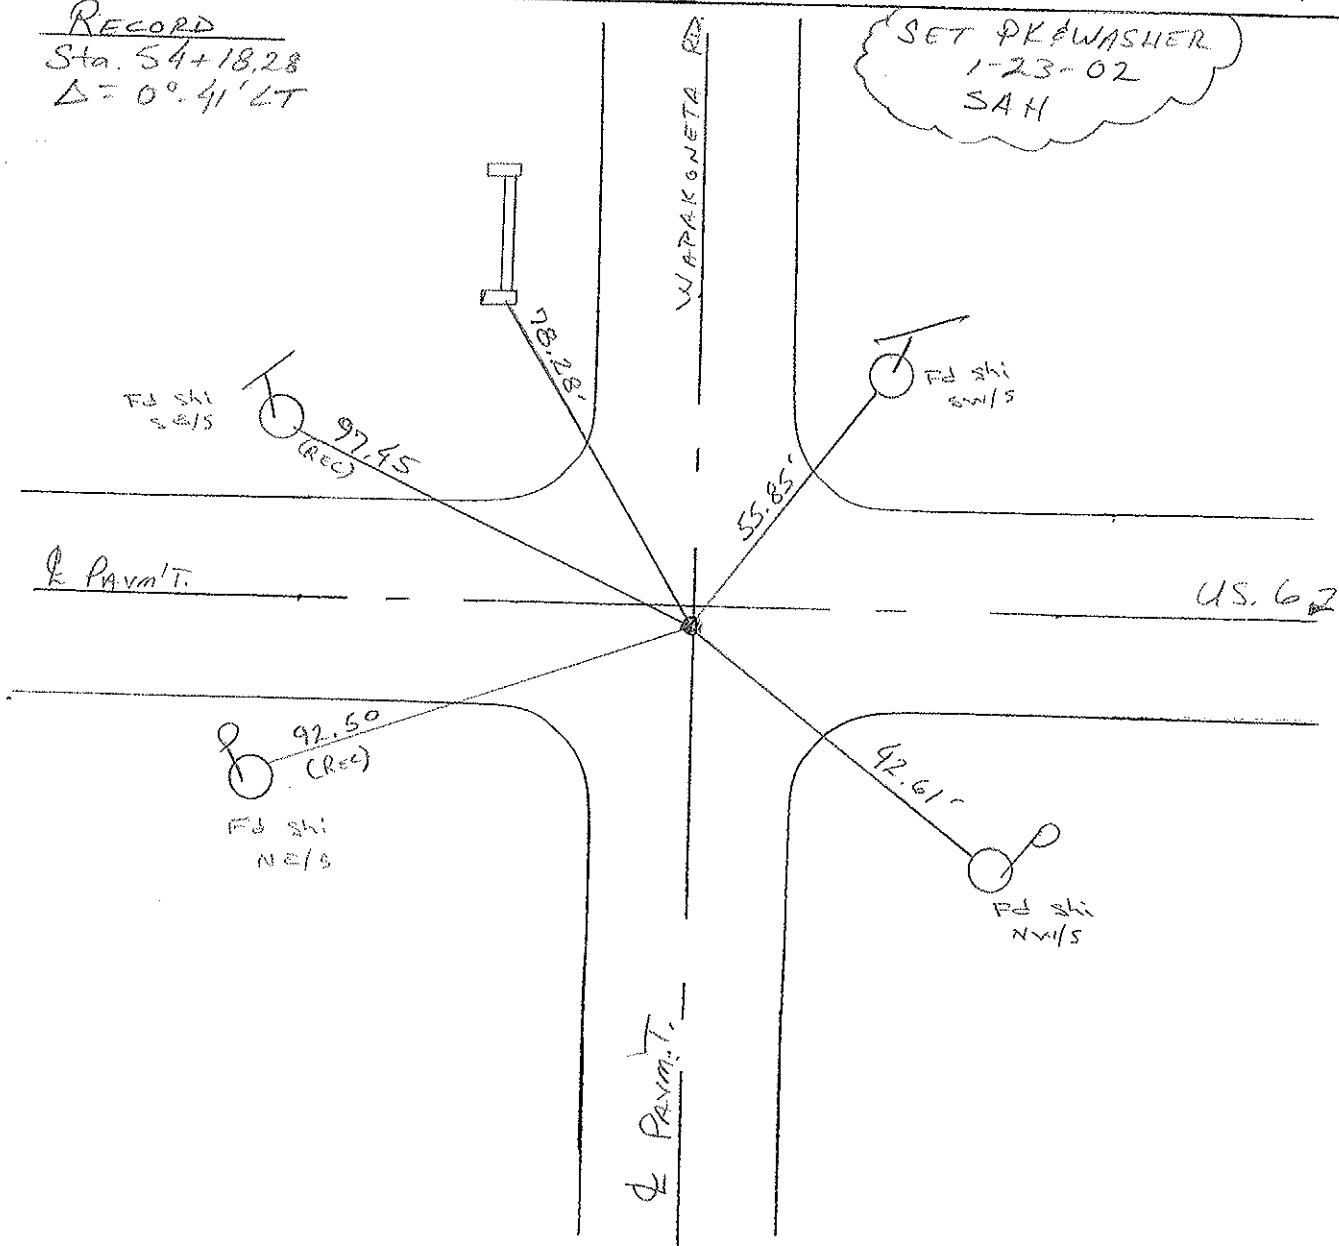 RECORD
Sta. 54+18.28
Δ = 0°-41' LT
SET PK & WASHER
1-23-02
SAH
WAPAKONETA RD.
78.28'
Fd shi
SE/S
97.45
(REC)
Fd shi
SW/S
55.85'
℄ PAVM'T.
US. 62
92.50
(REC)
Fd shi
NE/S
42.61'
Fd shi
NW/S
℄ PAVM.T.